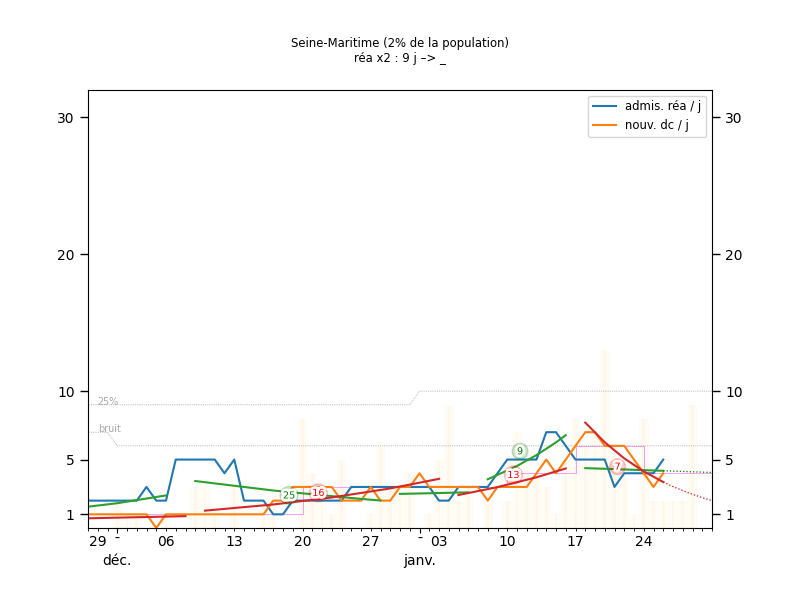 Seine-Maritime (2% de la population)
réa x2 : 9 j –> _
admis. réa / j
nouv. dc / j
30
30
20
20
10
10
25%
bruit
9
5
5
13
7
25
16
1
1
29 - 06 13 20 27 - 03 10 17 24
déc. janv.